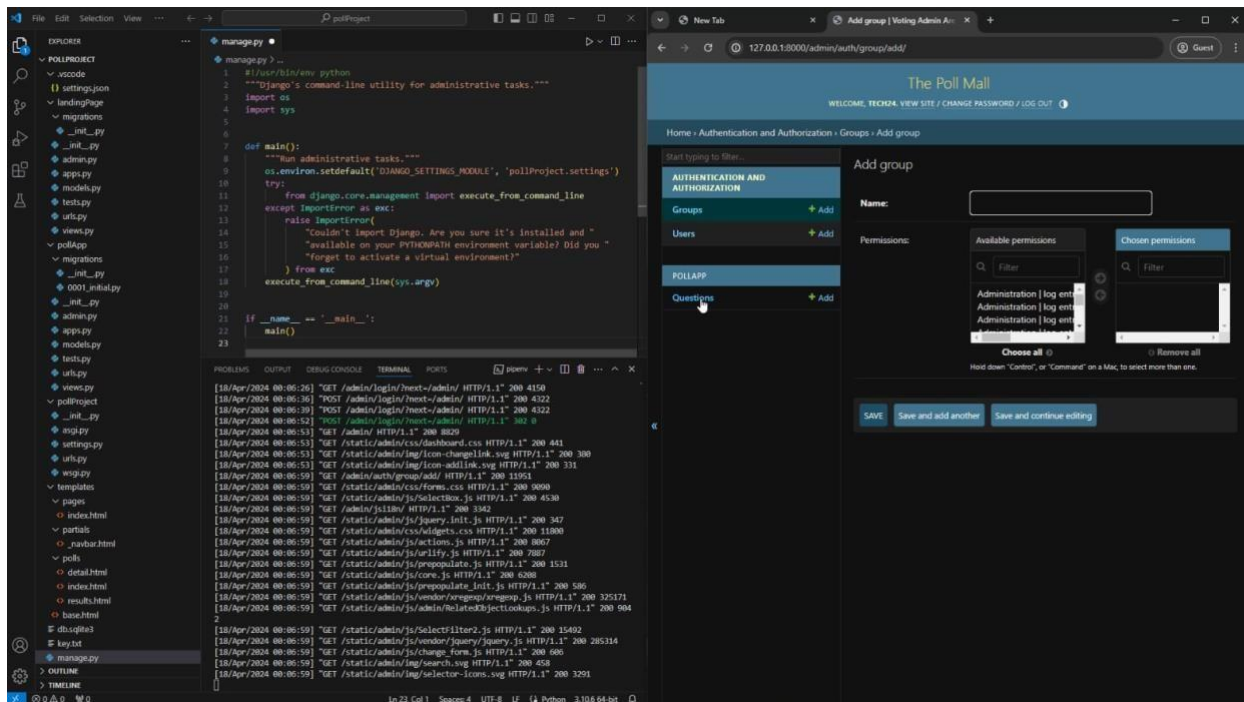 File Edit Selection View ... pollProject
EXPLORER
POLLPROJECT
.vscode
settings.json
landingPage
migrations
__init__.py
__init__.py
admin.py
apps.py
models.py
tests.py
urls.py
views.py
pollApp
migrations
__init__.py
0001_initial.py
__init__.py
admin.py
apps.py
models.py
tests.py
urls.py
views.py
pollProject
__init__.py
asgi.py
settings.py
urls.py
wsgi.py
templates
pages
index.html
partials
_navbar.html
polls
detail.html
index.html
results.html
base.html
db.sqlite3
key.txt
manage.py
OUTLINE
TIMELINE
manage.py
manage.py > ...
1 #!/usr/bin/env python
2 """Django's command-line utility for administrative tasks."""
3 import os
4 import sys
5
6
7 def main():
8 """Run administrative tasks."""
9 os.environ.setdefault('DJANGO_SETTINGS_MODULE', 'pollProject.settings')
10 try:
11 from django.core.management import execute_from_command_line
12 except ImportError as exc:
13 raise ImportError(
14 "Couldn't import Django. Are you sure it's installed and "
15 "available on your PYTHONPATH environment variable? Did you "
16 "forget to activate a virtual environment?"
17 ) from exc
18 execute_from_command_line(sys.argv)
19
20
21 if __name__ == '__main__':
22 main()
23
PROBLEMS OUTPUT DEBUG CONSOLE TERMINAL PORTS pipenv
[18/Apr/2024 00:06:26] "GET /admin/login/?next=/admin/ HTTP/1.1" 200 4150
[18/Apr/2024 00:06:36] "POST /admin/login/?next=/admin/ HTTP/1.1" 200 4322
[18/Apr/2024 00:06:39] "POST /admin/login/?next=/admin/ HTTP/1.1" 200 4322
[18/Apr/2024 00:06:52] "POST /admin/login/?next=/admin/ HTTP/1.1" 302 0
[18/Apr/2024 00:06:53] "GET /admin/ HTTP/1.1" 200 8829
[18/Apr/2024 00:06:53] "GET /static/admin/css/dashboard.css HTTP/1.1" 200 441
[18/Apr/2024 00:06:53] "GET /static/admin/img/icon-changelink.svg HTTP/1.1" 200 380
[18/Apr/2024 00:06:53] "GET /static/admin/img/icon-addlink.svg HTTP/1.1" 200 331
[18/Apr/2024 00:06:59] "GET /admin/auth/group/add/ HTTP/1.1" 200 11951
[18/Apr/2024 00:06:59] "GET /static/admin/css/forms.css HTTP/1.1" 200 9090
[18/Apr/2024 00:06:59] "GET /static/admin/js/SelectBox.js HTTP/1.1" 200 4530
[18/Apr/2024 00:06:59] "GET /admin/jsi18n/ HTTP/1.1" 200 3342
[18/Apr/2024 00:06:59] "GET /static/admin/js/jquery.init.js HTTP/1.1" 200 347
[18/Apr/2024 00:06:59] "GET /static/admin/css/widgets.css HTTP/1.1" 200 11800
[18/Apr/2024 00:06:59] "GET /static/admin/js/actions.js HTTP/1.1" 200 8067
[18/Apr/2024 00:06:59] "GET /static/admin/js/urlify.js HTTP/1.1" 200 7887
[18/Apr/2024 00:06:59] "GET /static/admin/js/prepopulate.js HTTP/1.1" 200 1531
[18/Apr/2024 00:06:59] "GET /static/admin/js/core.js HTTP/1.1" 200 6208
[18/Apr/2024 00:06:59] "GET /static/admin/js/prepopulate_init.js HTTP/1.1" 200 586
[18/Apr/2024 00:06:59] "GET /static/admin/js/vendor/xregexp/xregexp.js HTTP/1.1" 200 325171
[18/Apr/2024 00:06:59] "GET /static/admin/js/admin/RelatedObjectLookups.js HTTP/1.1" 200 904
2
[18/Apr/2024 00:06:59] "GET /static/admin/js/SelectFilter2.js HTTP/1.1" 200 15492
[18/Apr/2024 00:06:59] "GET /static/admin/js/vendor/jquery/jquery.js HTTP/1.1" 200 285314
[18/Apr/2024 00:06:59] "GET /static/admin/js/change_form.js HTTP/1.1" 200 606
[18/Apr/2024 00:06:59] "GET /static/admin/img/search.svg HTTP/1.1" 200 458
[18/Apr/2024 00:06:59] "GET /static/admin/img/selector-icons.svg HTTP/1.1" 200 3291
0 0 0 Ln 23, Col 1 Spaces: 4 UTF-8 LF Python 3.10.6 64-bit
New Tab Add group | Voting Admin
127.0.0.1:8000/admin/auth/group/add/ Guest
The Poll Mall
WELCOME, TECH24. VIEW SITE / CHANGE PASSWORD / LOG OUT
Home › Authentication and Authorization › Groups › Add group
Start typing to filter...
AUTHENTICATION AND
AUTHORIZATION
Groups + Add
Users + Add
POLLAPP
Questions + Add
Add group
Name:
Permissions:
Available permissions
Filter
Administration | log entr
Administration | log entr
Administration | log entr
Choose all
Chosen permissions
Filter
Remove all
Hold down "Control", or "Command" on a Mac, to select more than one.
SAVE Save and add another Save and continue editing